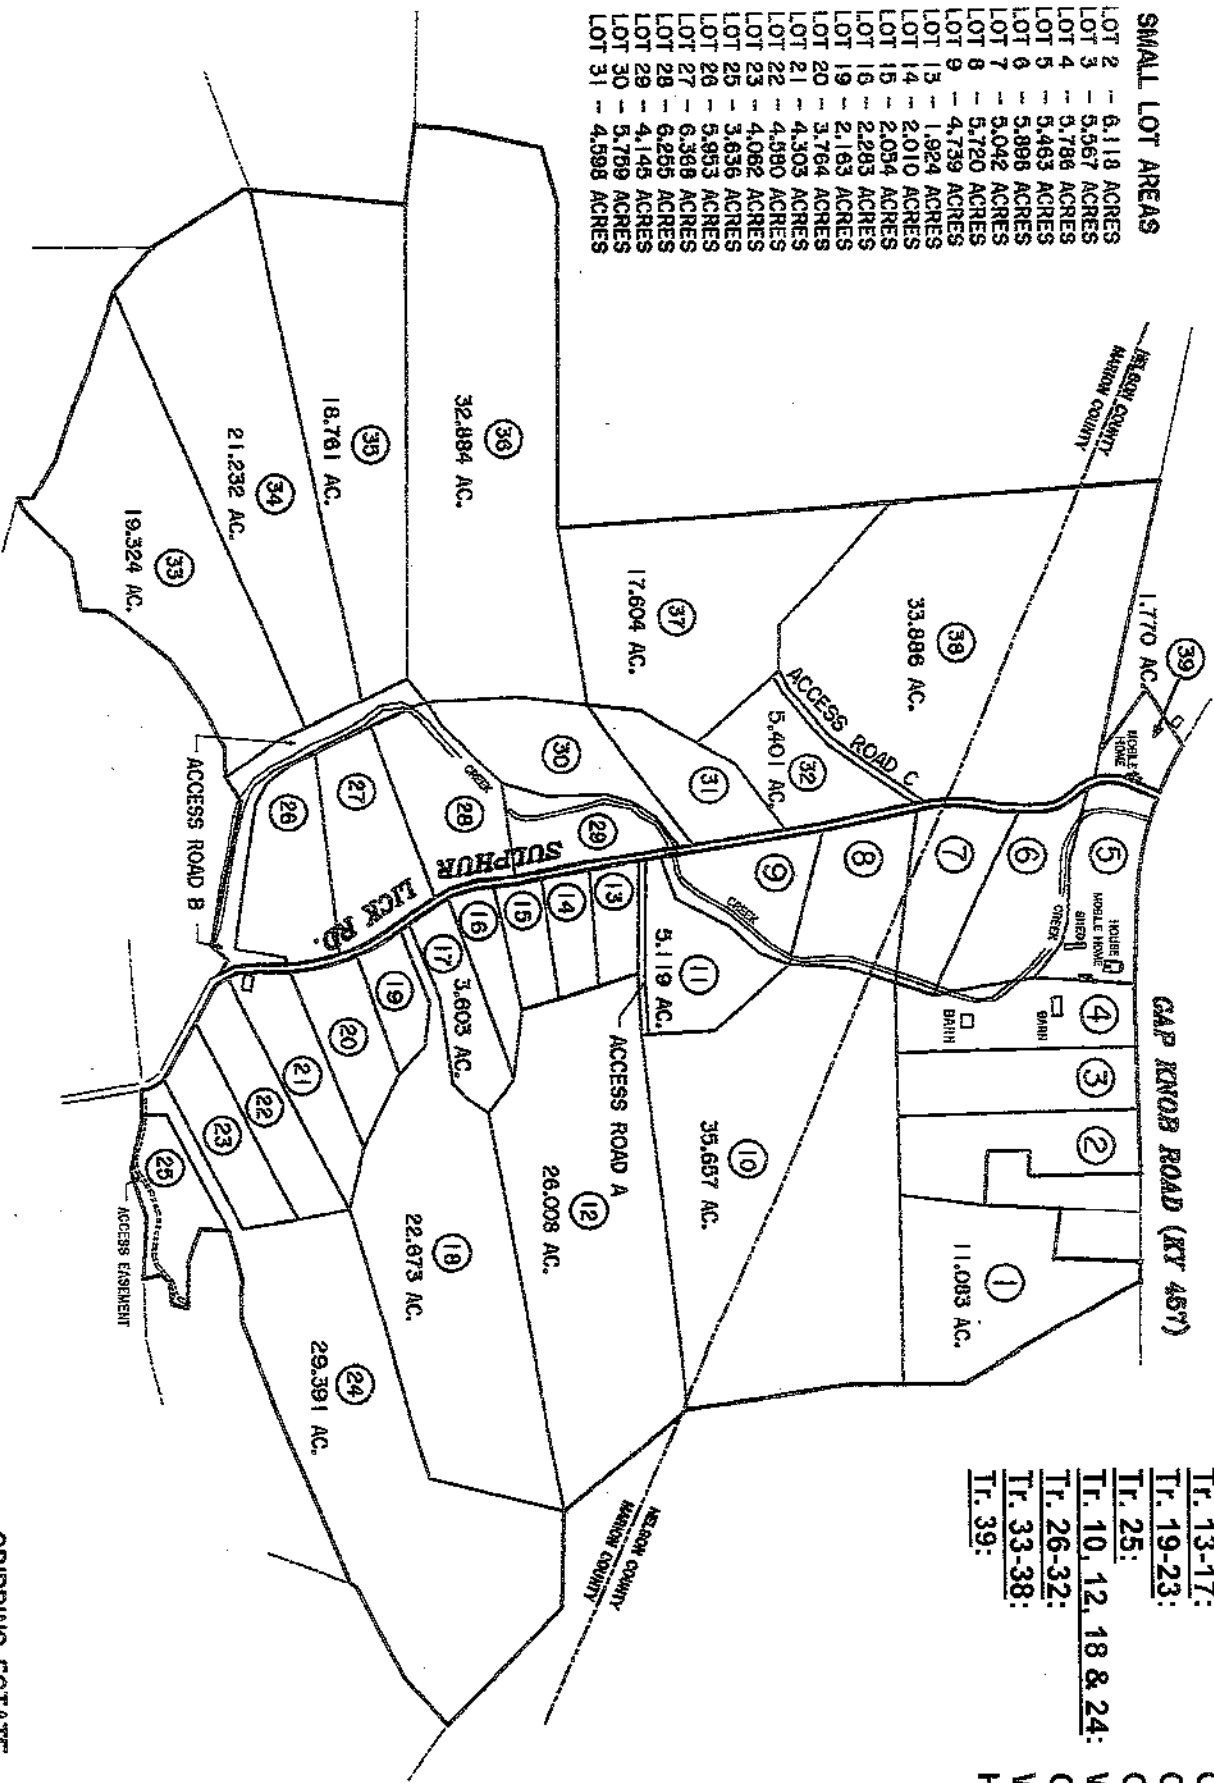 SMALL LOT AREAS
LOT 2 -- 6.118 ACRES
LOT 3 -- 5.567 ACRES
LOT 4 -- 5.786 ACRES
LOT 5 -- 5.463 ACRES
LOT 6 -- 5.898 ACRES
LOT 7 -- 5.042 ACRES
LOT 8 -- 5.720 ACRES
LOT 9 -- 4.739 ACRES
LOT 13 -- 1.924 ACRES
LOT 14 -- 2.010 ACRES
LOT 15 -- 2.054 ACRES
LOT 16 -- 2.283 ACRES
LOT 19 -- 2.163 ACRES
LOT 20 -- 3.764 ACRES
LOT 21 -- 4.303 ACRES
LOT 22 -- 4.580 ACRES
LOT 23 -- 4.062 ACRES
LOT 25 -- 3.636 ACRES
LOT 26 -- 5.953 ACRES
LOT 27 -- 6.368 ACRES
LOT 28 -- 6.255 ACRES
LOT 29 -- 4.145 ACRES
LOT 30 -- 5.759 ACRES
LOT 31 -- 4.598 ACRES
NELSON COUNTY
MARION COUNTY
39
1.770 AC.
MOBILE HOME
38
33.886 AC.
37
17.604 AC.
36
32.884 AC.
35
18.761 AC.
34
21.232 AC.
33
19.324 AC.
ACCESS ROAD C
32
5.401 AC.
31
30
29
28
27
26
CREEK
ACCESS ROAD B
SULPHUR
LICK RD.
GAP KNOB ROAD (KY 457)
5
HOUSE
MOBILE HOME
SHED
CREEK
6
7
8
9
CREEK
4
BARN
BARN
3
2
1
11.083 AC.
10
35.657 AC.
11
5.119 AC.
ACCESS ROAD A
12
26.008 AC.
13
14
15
16
17
3.603 AC.
18
22.673 AC.
19
20
21
22
23
24
29.391 AC.
25
ACCESS EASEMENT
NELSON COUNTY
MARION COUNTY
Tr. 13-17:
Tr. 19-23:
Tr. 25:
Tr. 10, 12, 18 & 24:
Tr. 26-32:
Tr. 33-38:
Tr. 39: